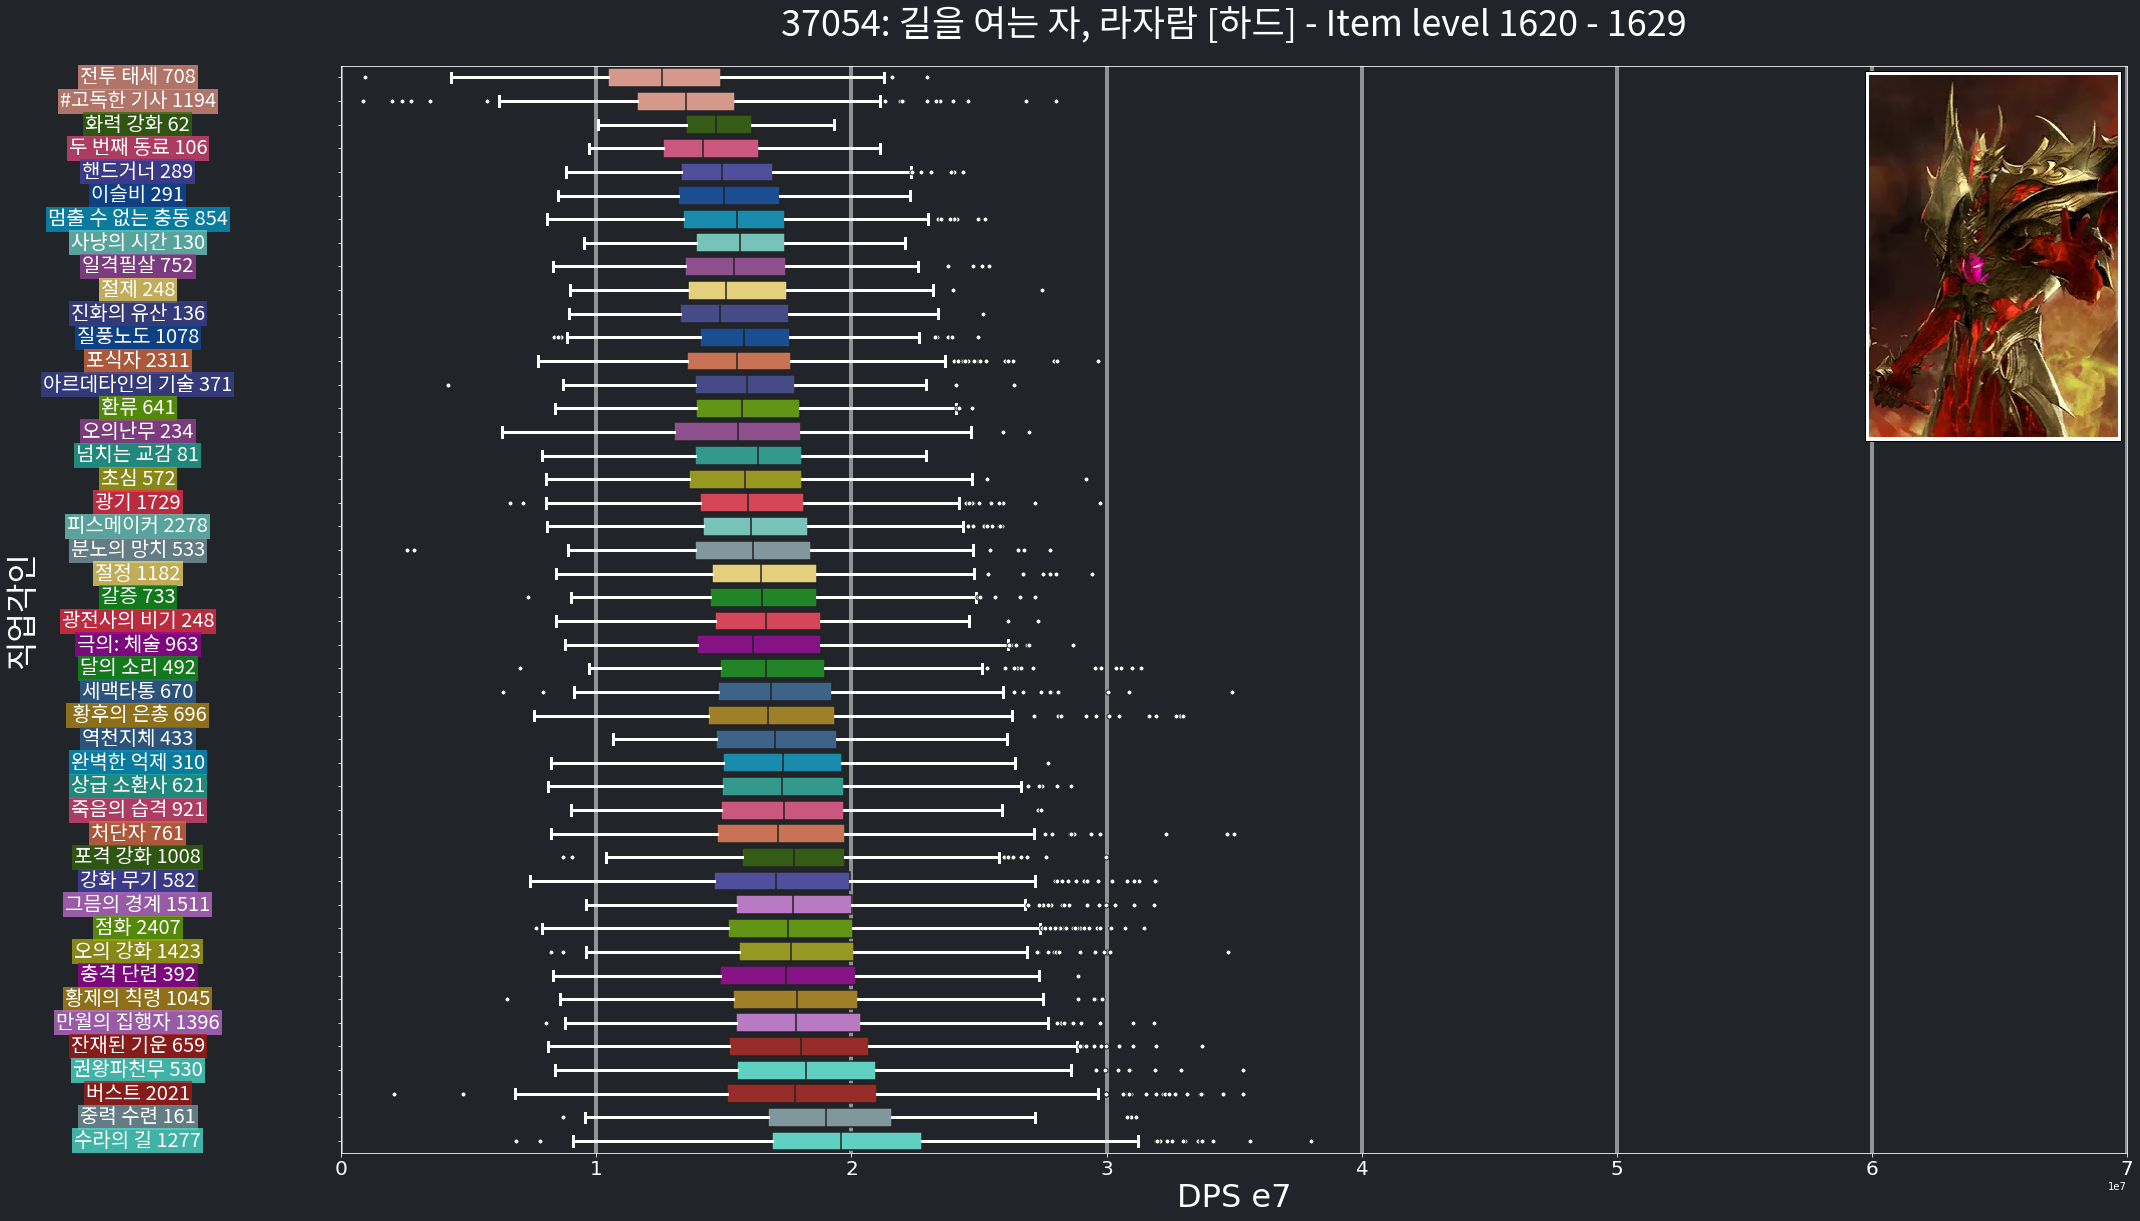 37054: 길을 여는 자, 라자람 [하드] - Item level 1620 - 1629
직업각인
전투 태세 708
#고독한 기사 1194
화력 강화 62
두 번째 동료 106
핸드거너 289
이슬비 291
멈출 수 없는 충동 854
사냥의 시간 130
일격필살 752
절제 248
진화의 유산 136
질풍노도 1078
포식자 2311
아르데타인의 기술 371
환류 641
오의난무 234
넘치는 교감 81
초심 572
광기 1729
피스메이커 2278
분노의 망치 533
절정 1182
갈증 733
광전사의 비기 248
극의: 체술 963
달의 소리 492
세맥타통 670
황후의 은총 696
역천지체 433
완벽한 억제 310
상급 소환사 621
죽음의 습격 921
처단자 761
포격 강화 1008
강화 무기 582
그믐의 경계 1511
점화 2407
오의 강화 1423
충격 단련 392
황제의 칙령 1045
만월의 집행자 1396
잔재된 기운 659
권왕파천무 530
버스트 2021
중력 수련 161
수라의 길 1277
0 1 2 3 4 5 6 7
1e7
DPS e7